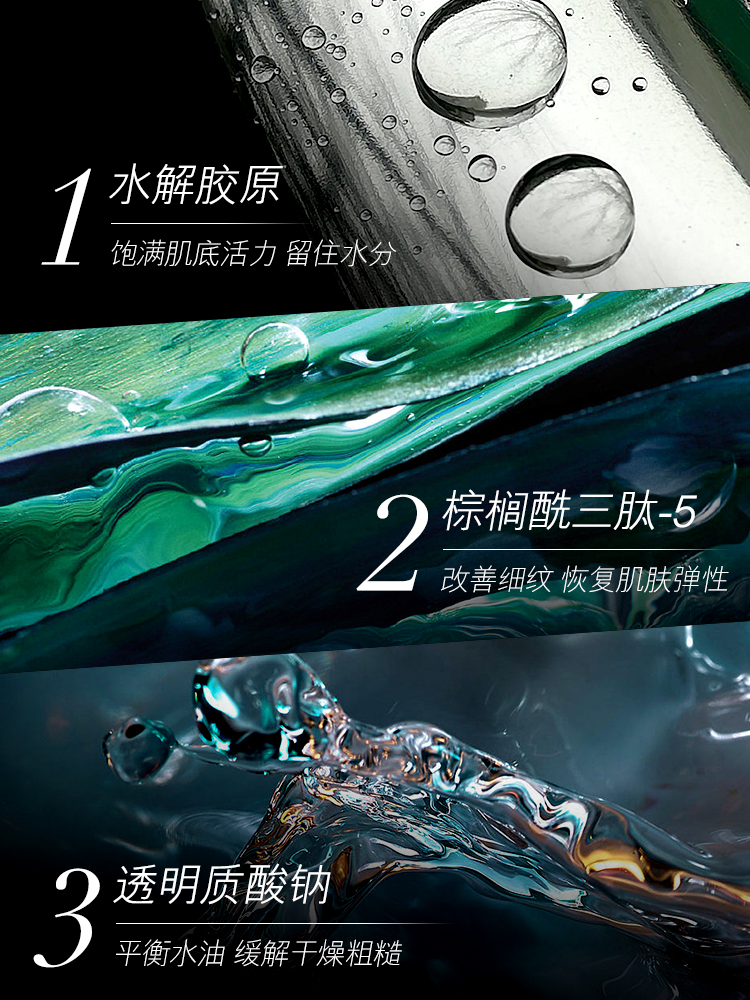 1
水解胶原
饱满肌底活力 留住水分
2
棕榈酰三肽-5
改善细纹 恢复肌肤弹性
3
透明质酸钠
平衡水油 缓解干燥粗糙